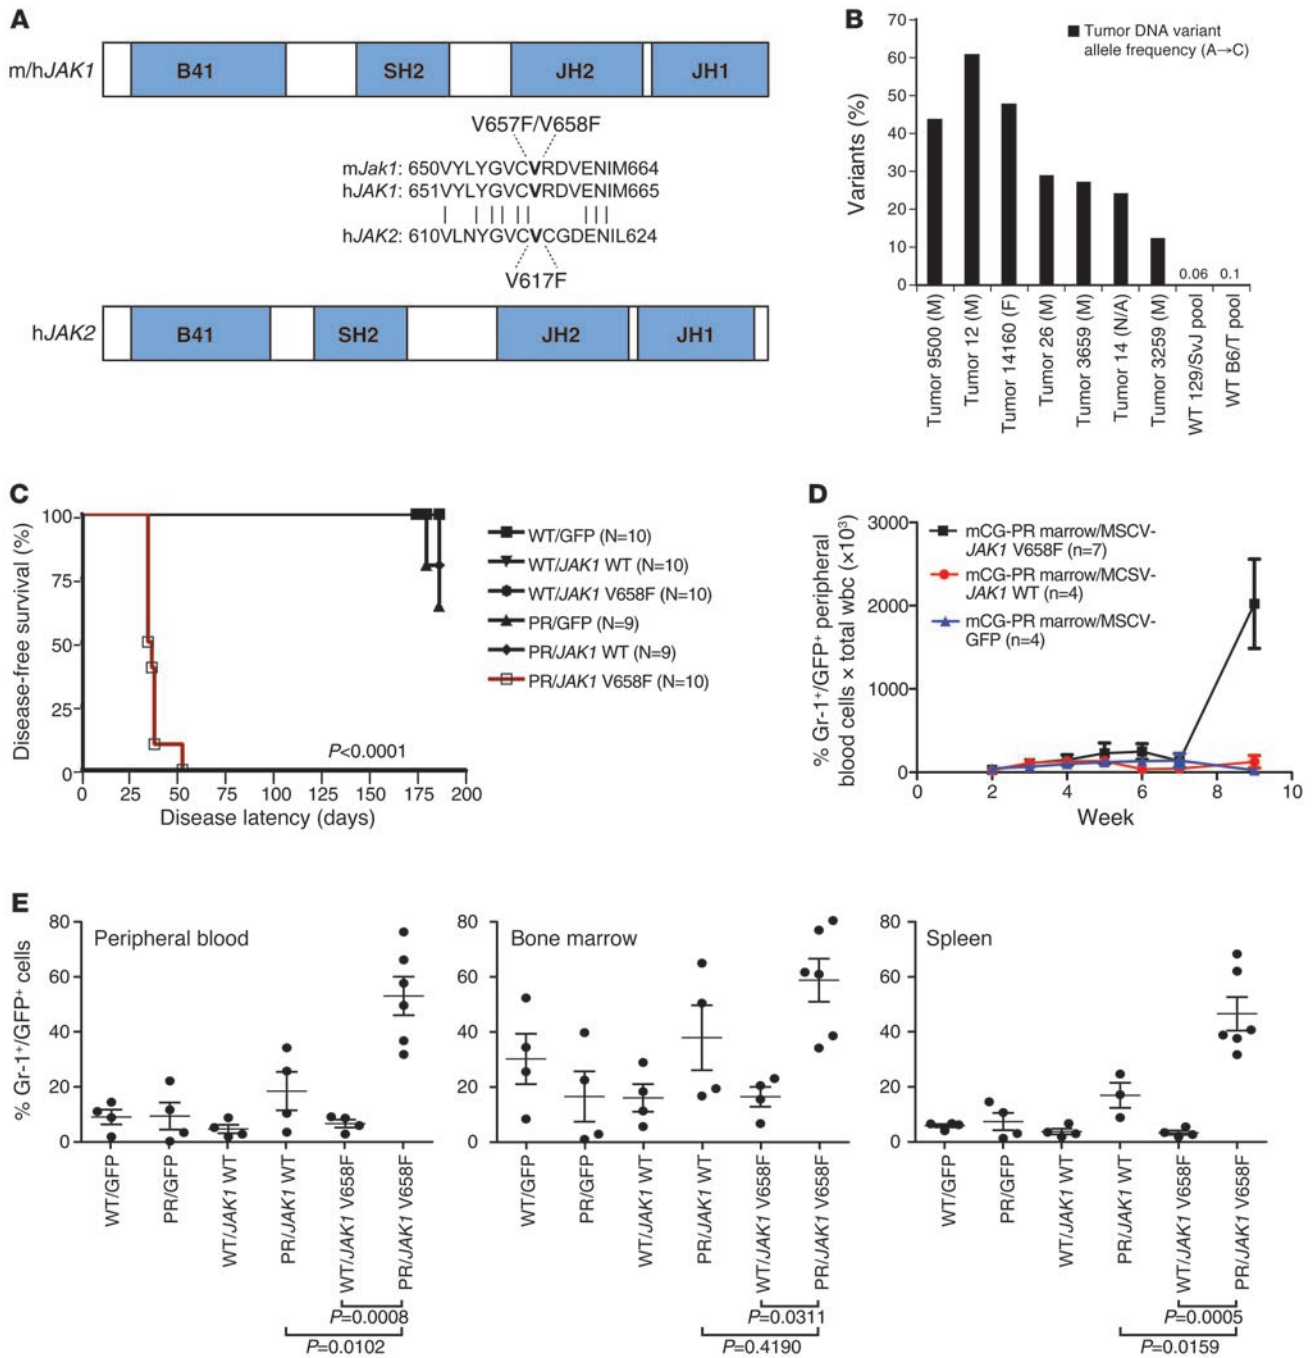 A
m/hJAK1
B41
SH2
JH2
JH1
V657F/V658F
mJak1: 650VYLYGVCVRDVENIM664
hJAK1: 651VYLYGVCVRDVENIM665
hJAK2: 610VLNYGVCVCGDENIL624
V617F
hJAK2
B41
SH2
JH2
JH1
B
Variants (%)
70
60
50
40
30
20
10
0
Tumor DNA variant
allele frequency (A→C)
0.06
0.1
Tumor 9500 (M)
Tumor 12 (M)
Tumor 14160 (F)
Tumor 26 (M)
Tumor 3659 (M)
Tumor 14 (N/A)
Tumor 3259 (M)
WT 129/SvJ pool
WT B6/T pool
C
Disease-free survival (%)
100
75
50
25
0
P<0.0001
0 25 50 75 100 125 150 175 200
Disease latency (days)
WT/GFP (N=10)
WT/JAK1 WT (N=10)
WT/JAK1 V658F (N=10)
PR/GFP (N=9)
PR/JAK1 WT (N=9)
PR/JAK1 V658F (N=10)
D
% Gr-1+/GFP+ peripheral
blood cells × total wbc (×10³)
3000
2000
1000
0
mCG-PR marrow/MSCV-
JAK1 V658F (n=7)
mCG-PR marrow/MCSV-
JAK1 WT (n=4)
mCG-PR marrow/MSCV-
GFP (n=4)
0 2 4 6 8 10
Week
E
% Gr-1+/GFP+ cells
80
60
40
20
0
Peripheral blood
WT/GFP
PR/GFP
WT/JAK1 WT
PR/JAK1 WT
WT/JAK1 V658F
PR/JAK1 V658F
P=0.0008
P=0.0102
80
60
40
20
0
Bone marrow
WT/GFP
PR/GFP
WT/JAK1 WT
PR/JAK1 WT
WT/JAK1 V658F
PR/JAK1 V658F
P=0.0311
P=0.4190
80
60
40
20
0
Spleen
WT/GFP
PR/GFP
WT/JAK1 WT
PR/JAK1 WT
WT/JAK1 V658F
PR/JAK1 V658F
P=0.0005
P=0.0159